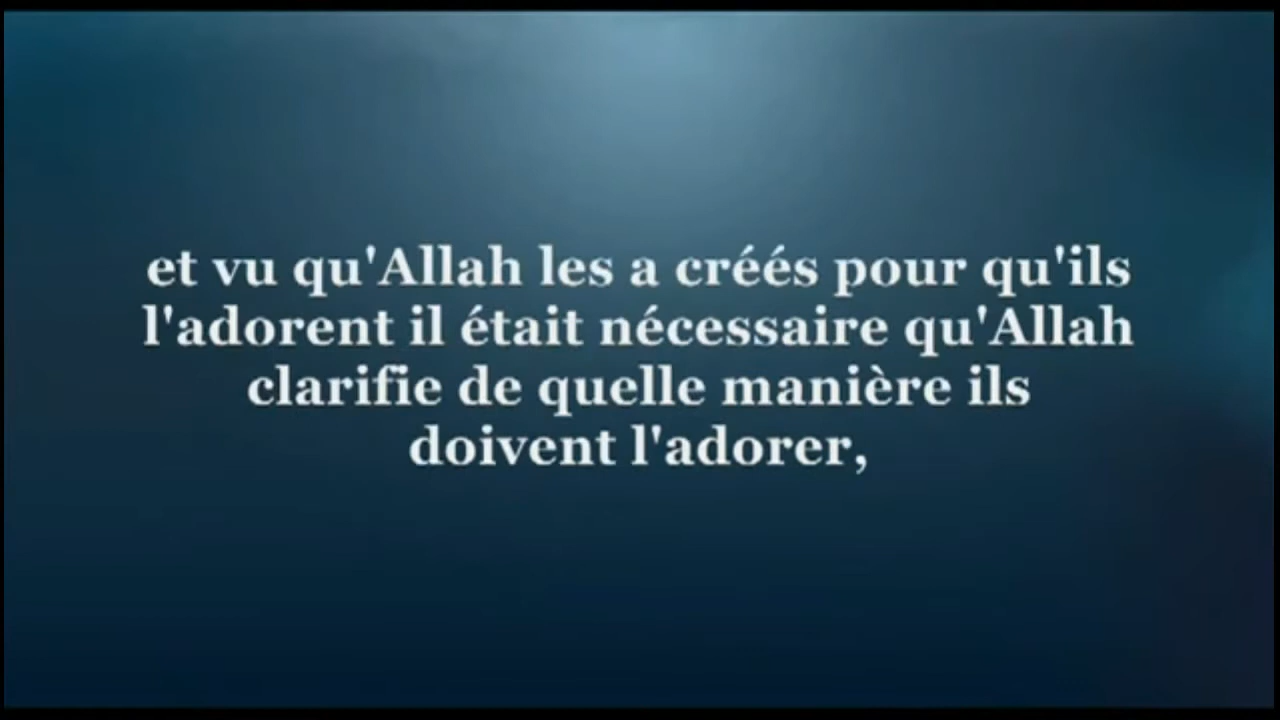 et vu qu'Allah les a créés pour qu'ils
l'adorent il était nécessaire qu'Allah
clarifie de quelle manière ils
doivent l'adorer,